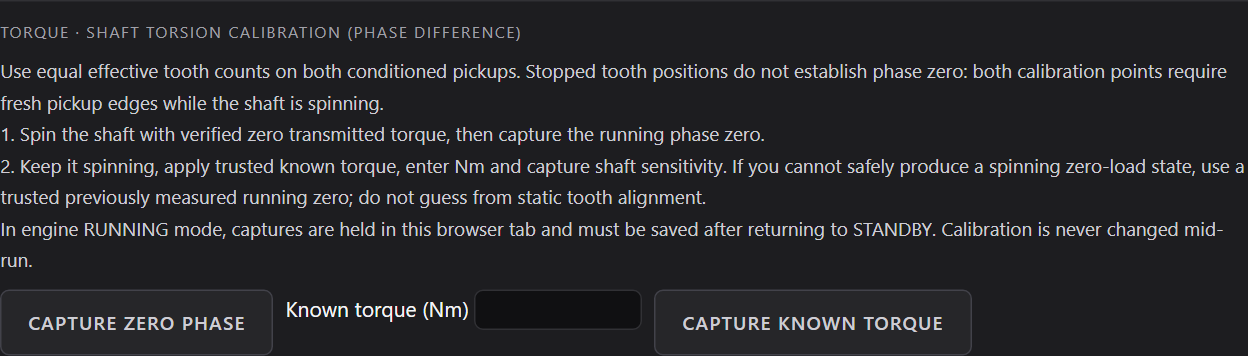 TORQUE · SHAFT TORSION CALIBRATION (PHASE DIFFERENCE)
Use equal effective tooth counts on both conditioned pickups. Stopped tooth positions do not establish phase zero: both calibration points require
fresh pickup edges while the shaft is spinning.
1. Spin the shaft with verified zero transmitted torque, then capture the running phase zero.
2. Keep it spinning, apply trusted known torque, enter Nm and capture shaft sensitivity. If you cannot safely produce a spinning zero-load state, use a
trusted previously measured running zero; do not guess from static tooth alignment.
In engine RUNNING mode, captures are held in this browser tab and must be saved after returning to STANDBY. Calibration is never changed mid-
run.
CAPTURE ZERO PHASE Known torque (Nm) CAPTURE KNOWN TORQUE